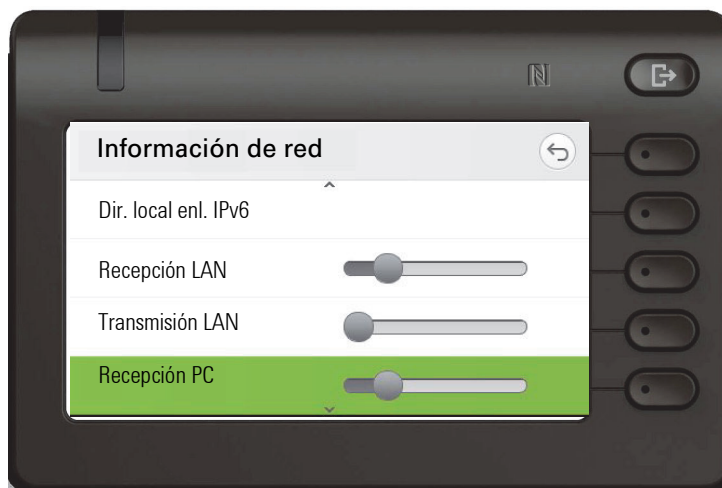 Información de red
Dir. local enl. IPv6
Recepción LAN
Transmisión LAN
Recepción PC